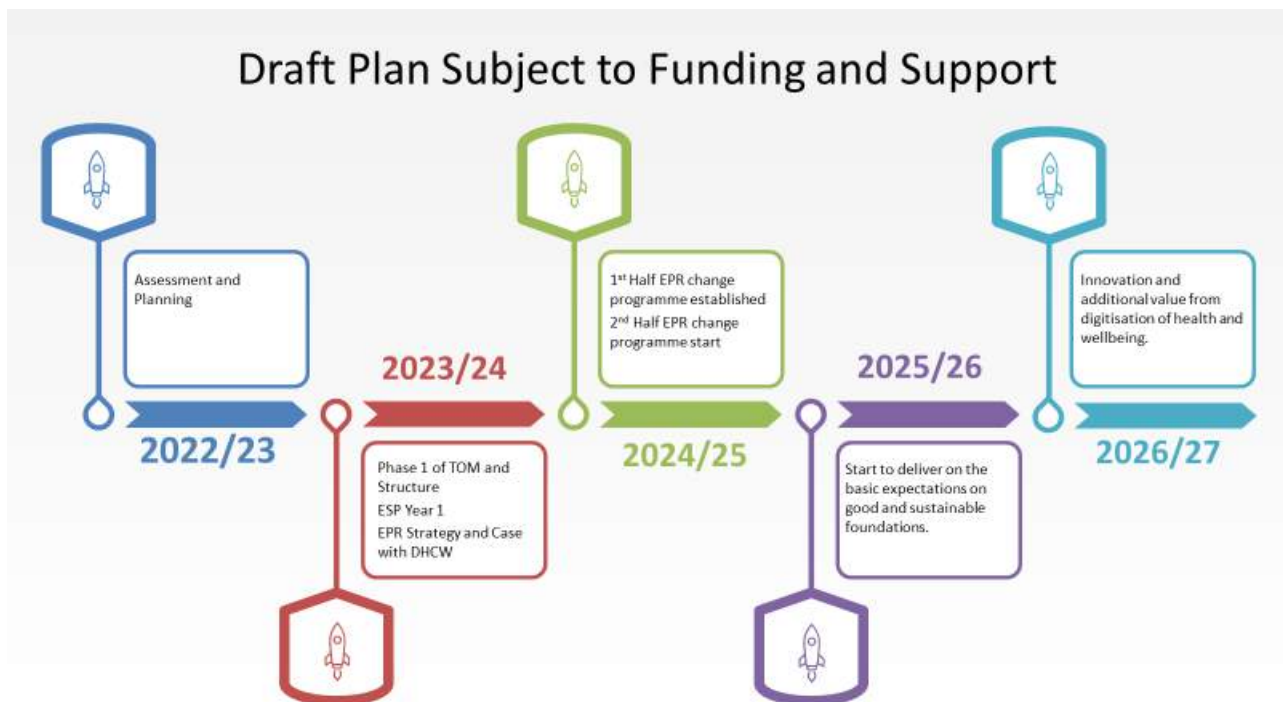 Draft Plan Subject to Funding and Support
Assessment and
Planning
2022/23
2023/24
Phase 1 of TOM and
Structure
ESP Year 1
EPR Strategy and Case
with DHCW
1st Half EPR change
programme established
2nd Half EPR change
programme start
2024/25
2025/26
Start to deliver on the
basic expectations on
good and sustainable
foundations.
Innovation and
additional value from
digitisation of health and
wellbeing.
2026/27